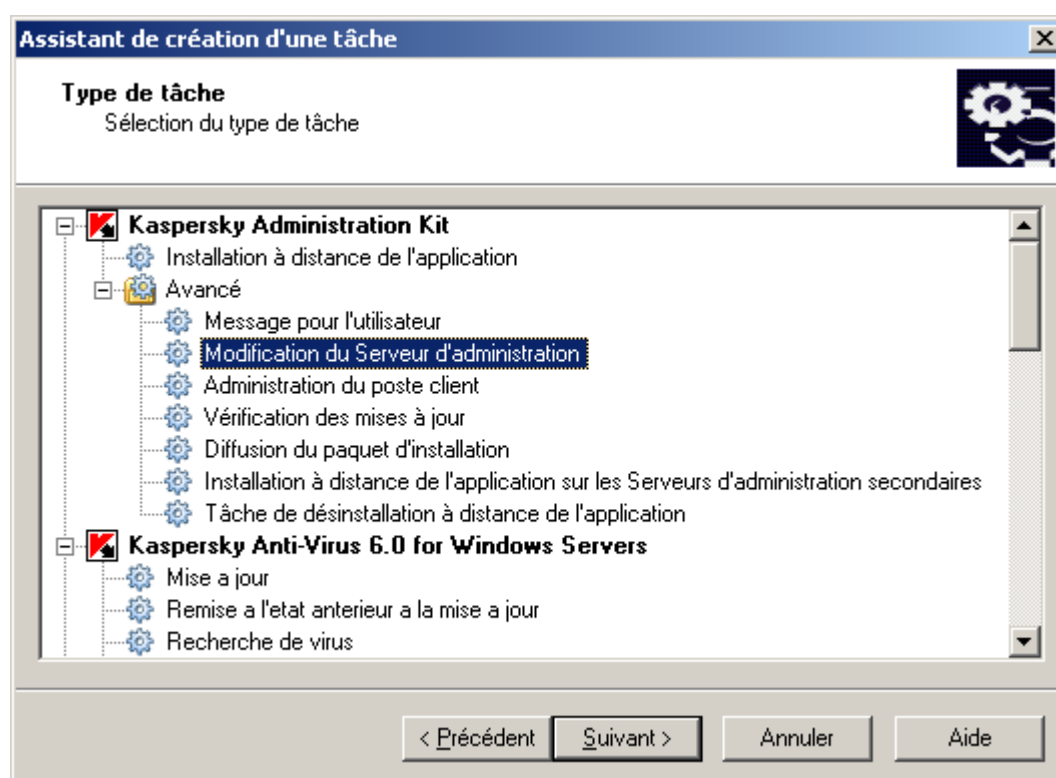 Assistant de création d'une tâche
Type de tâche
Sélection du type de tâche
Kaspersky Administration Kit
Installation à distance de l'application
Avancé
Message pour l'utilisateur
Modification du Serveur d'administration
Administration du poste client
Vérification des mises à jour
Diffusion du paquet d'installation
Installation à distance de l'application sur les Serveurs d'administration secondaires
Tâche de désinstallation à distance de l'application
Kaspersky Anti-Virus 6.0 for Windows Servers
Mise a jour
Remise a l'etat anterieur a la mise a jour
Recherche de virus
< Précédent Suivant > Annuler Aide